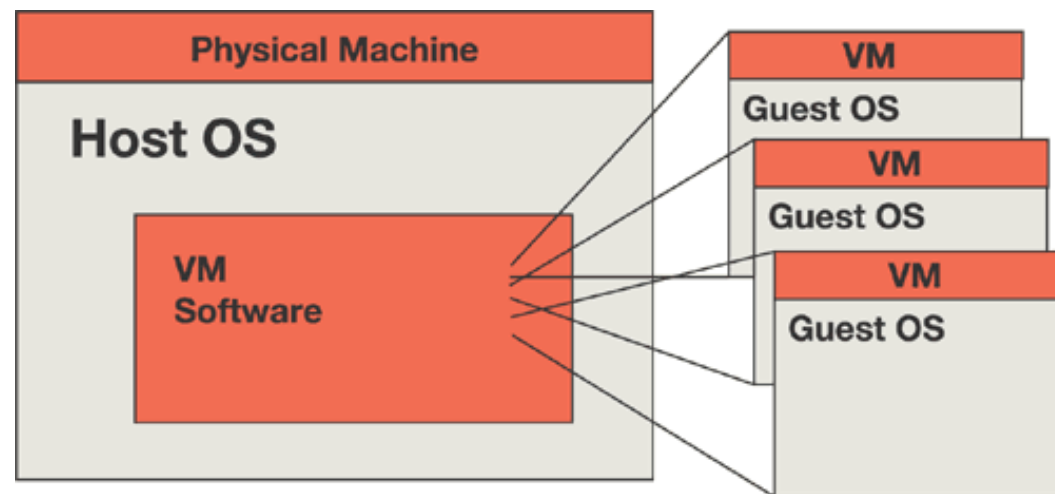 Physical Machine
Host OS
VM
Software
VM
Guest OS
VM
Guest OS
VM
Guest OS